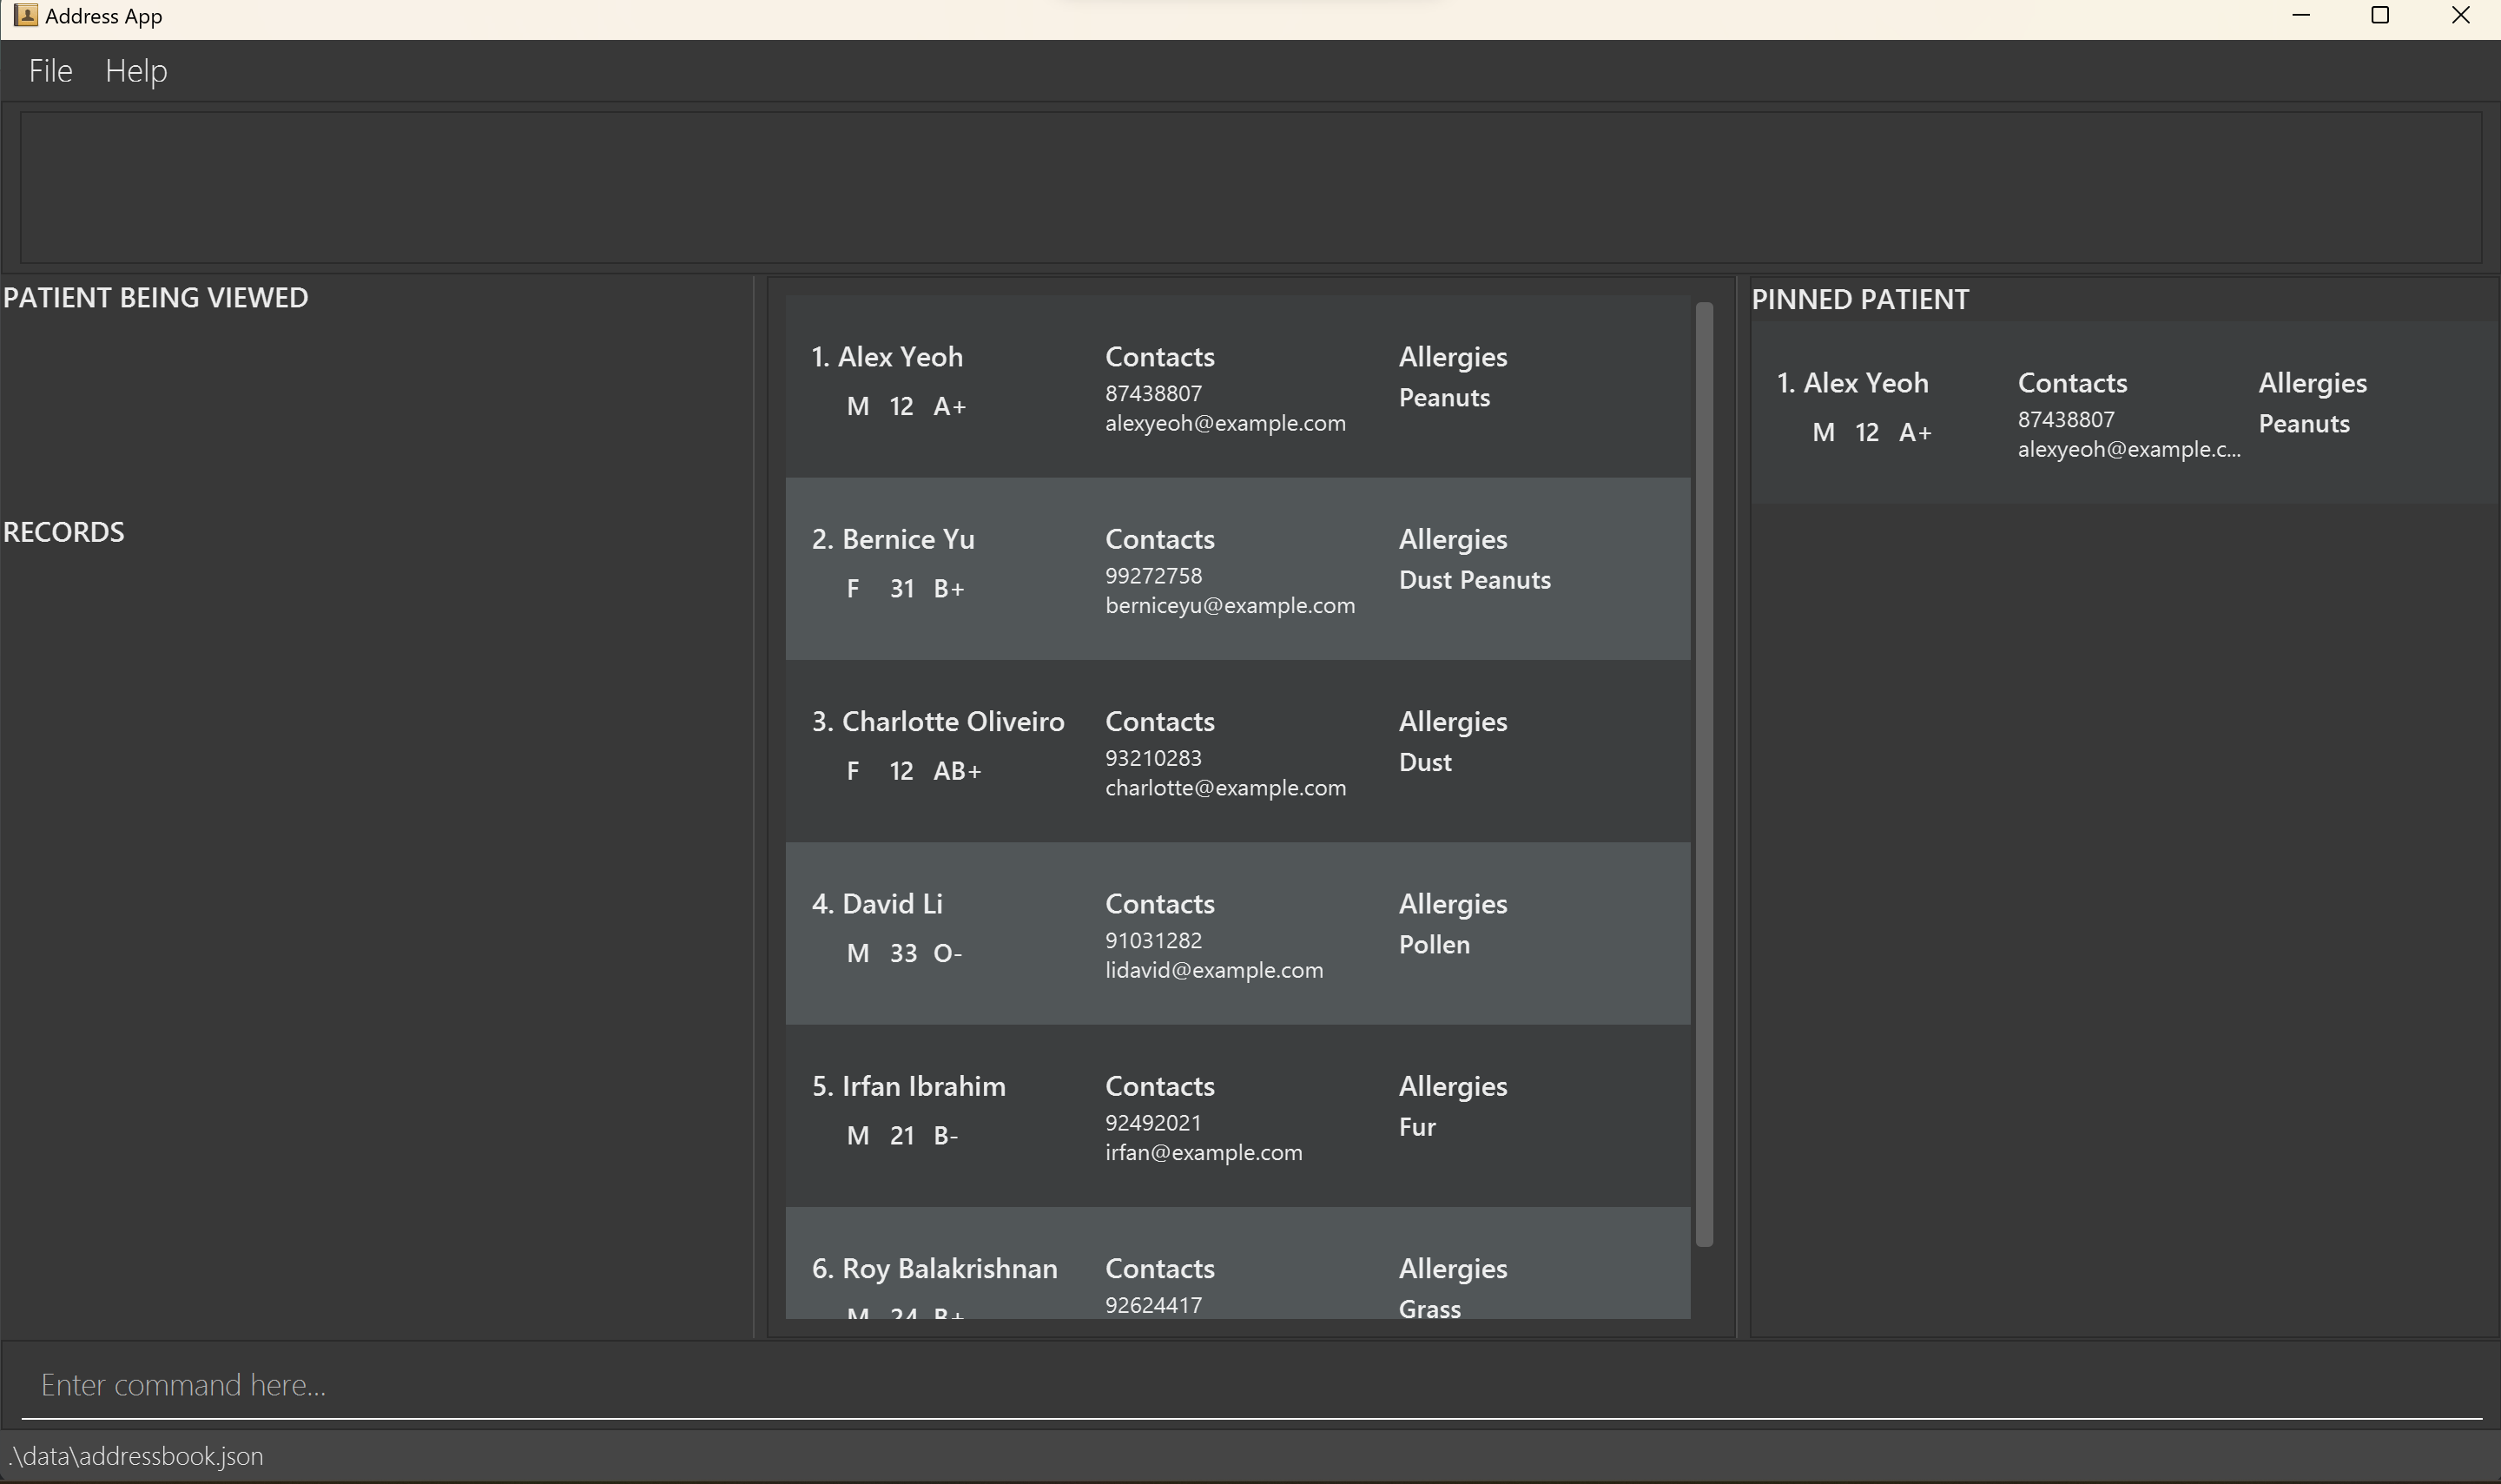 Address App
File Help
PATIENT BEING VIEWED
RECORDS
1. Alex Yeoh Contacts Allergies
87438807 Peanuts
M 12 A+
alexyeoh@example.com
2. Bernice Yu Contacts Allergies
99272758 Dust Peanuts
F 31 B+
berniceyu@example.com
3. Charlotte Oliveiro Contacts Allergies
93210283 Dust
F 12 AB+
charlotte@example.com
4. David Li Contacts Allergies
91031282 Pollen
M 33 O-
lidavid@example.com
5. Irfan Ibrahim Contacts Allergies
92492021 Fur
M 21 B-
irfan@example.com
6. Roy Balakrishnan Contacts Allergies
92624417 Grass
M 24 B+
PINNED PATIENT
1. Alex Yeoh Contacts Allergies
87438807 Peanuts
M 12 A+
alexyeoh@example.c...
Enter command here...
.\data\addressbook.json